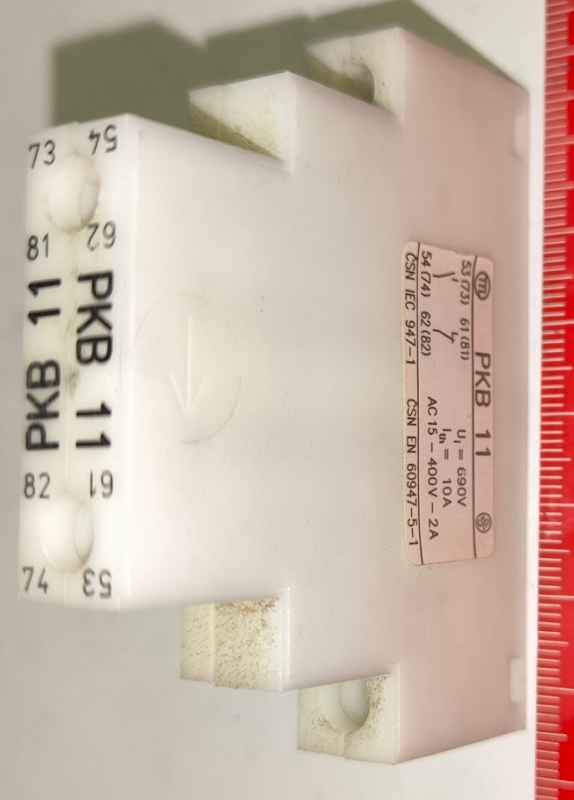 73 54
81 62
PKB 11
PKB 11
82 61
74 53
PKB 11
53 (73) 61 (81)
54 (74) 62 (82)
Ui = 690V
Ith = 10A
AC 15 – 400V – 2A
ČSN IEC 947-1 ČSN EN 60947-5-1